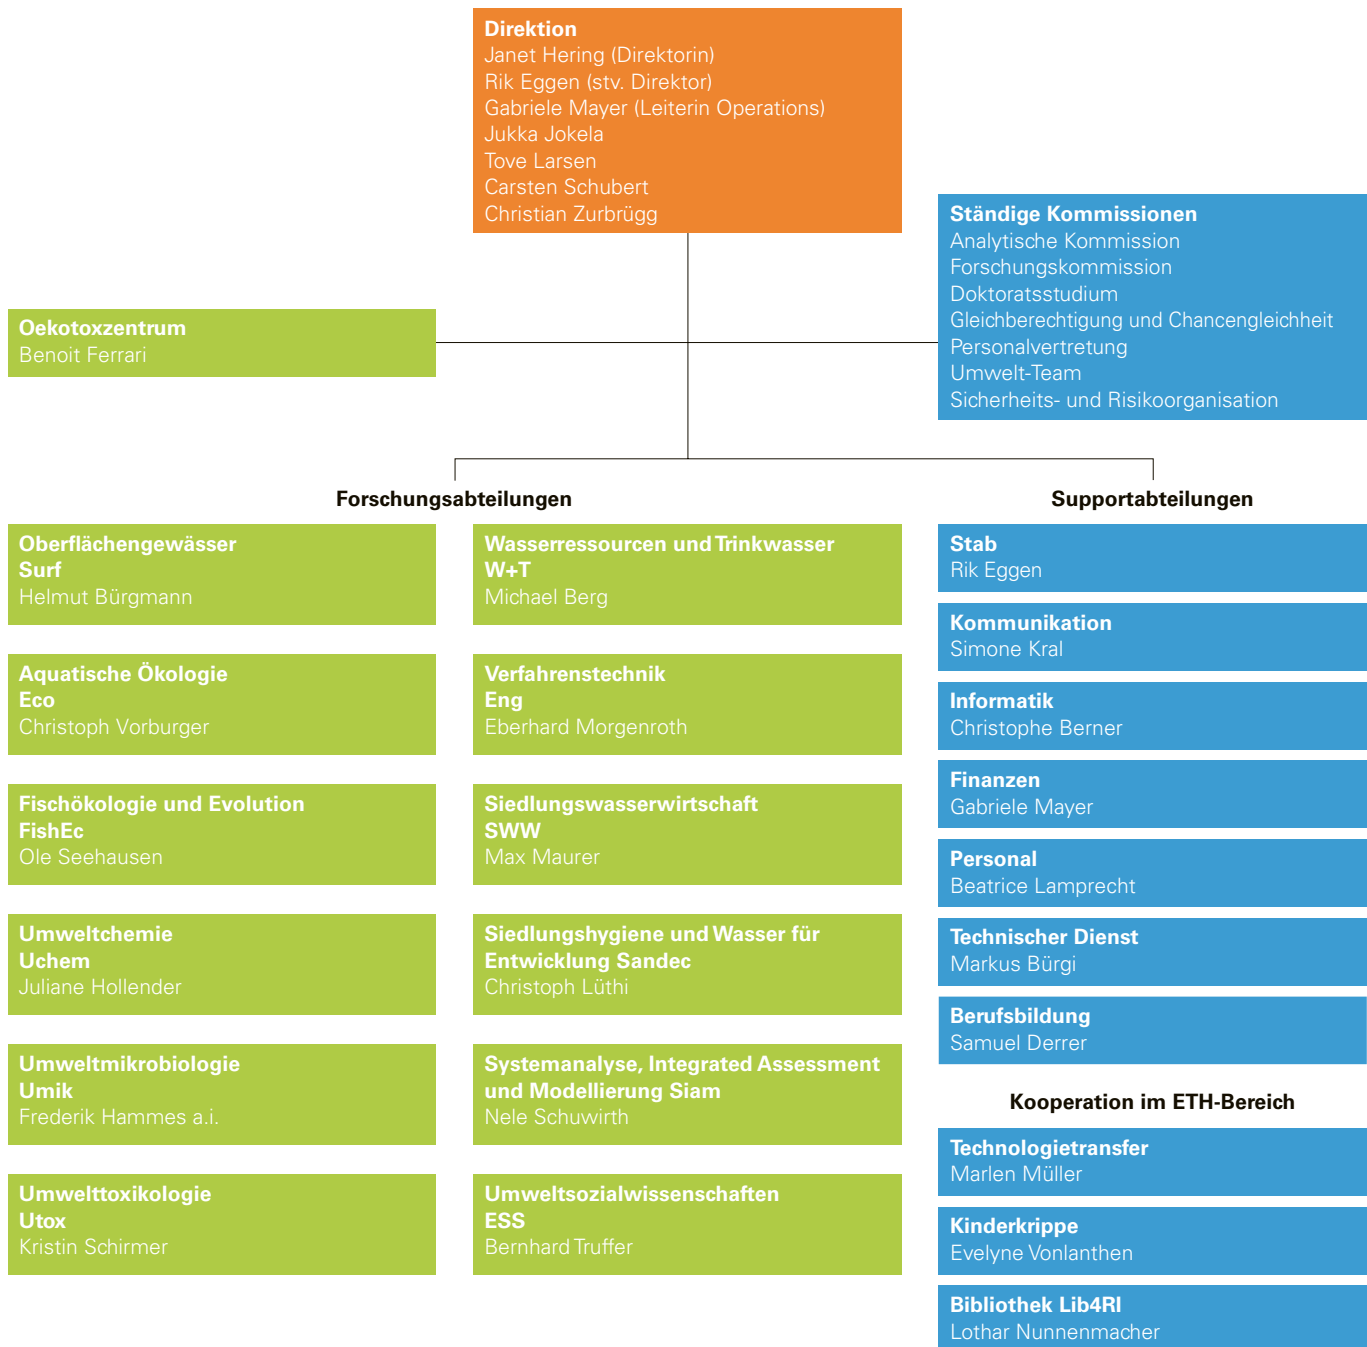 Direktion
Janet Hering (Direktorin)
Rik Eggen (stv. Direktor)
Gabriele Mayer (Leiterin Operations)
Jukka Jokela
Tove Larsen
Carsten Schubert
Christian Zurbrügg
Ständige Kommissionen
Analytische Kommission
Forschungskommission
Doktoratsstudium
Gleichberechtigung und Chancengleichheit
Personalvertretung
Umwelt-Team
Sicherheits- und Risikoorganisation
Oekotoxzentrum
Benoit Ferrari
Forschungsabteilungen
Oberflächengewässer
Surf
Helmut Bürgmann
Aquatische Ökologie
Eco
Christoph Vorburger
Fischökologie und Evolution
FishEc
Ole Seehausen
Umweltchemie
Uchem
Juliane Hollender
Umweltmikrobiologie
Umik
Frederik Hammes a.i.
Umwelttoxikologie
Utox
Kristin Schirmer
Wasserressourcen und Trinkwasser
W+T
Michael Berg
Verfahrenstechnik
Eng
Eberhard Morgenroth
Siedlungswasserwirtschaft
SWW
Max Maurer
Siedlungshygiene und Wasser für
Entwicklung Sandec
Christoph Lüthi
Systemanalyse, Integrated Assessment
und Modellierung Siam
Nele Schuwirth
Umweltsozialwissenschaften
ESS
Bernhard Truffer
Supportabteilungen
Stab
Rik Eggen
Kommunikation
Simone Kral
Informatik
Christophe Berner
Finanzen
Gabriele Mayer
Personal
Beatrice Lamprecht
Technischer Dienst
Markus Bürgi
Berufsbildung
Samuel Derrer
Kooperation im ETH-Bereich
Technologietransfer
Marlen Müller
Kinderkrippe
Evelyne Vonlanthen
Bibliothek Lib4RI
Lothar Nunnenmacher